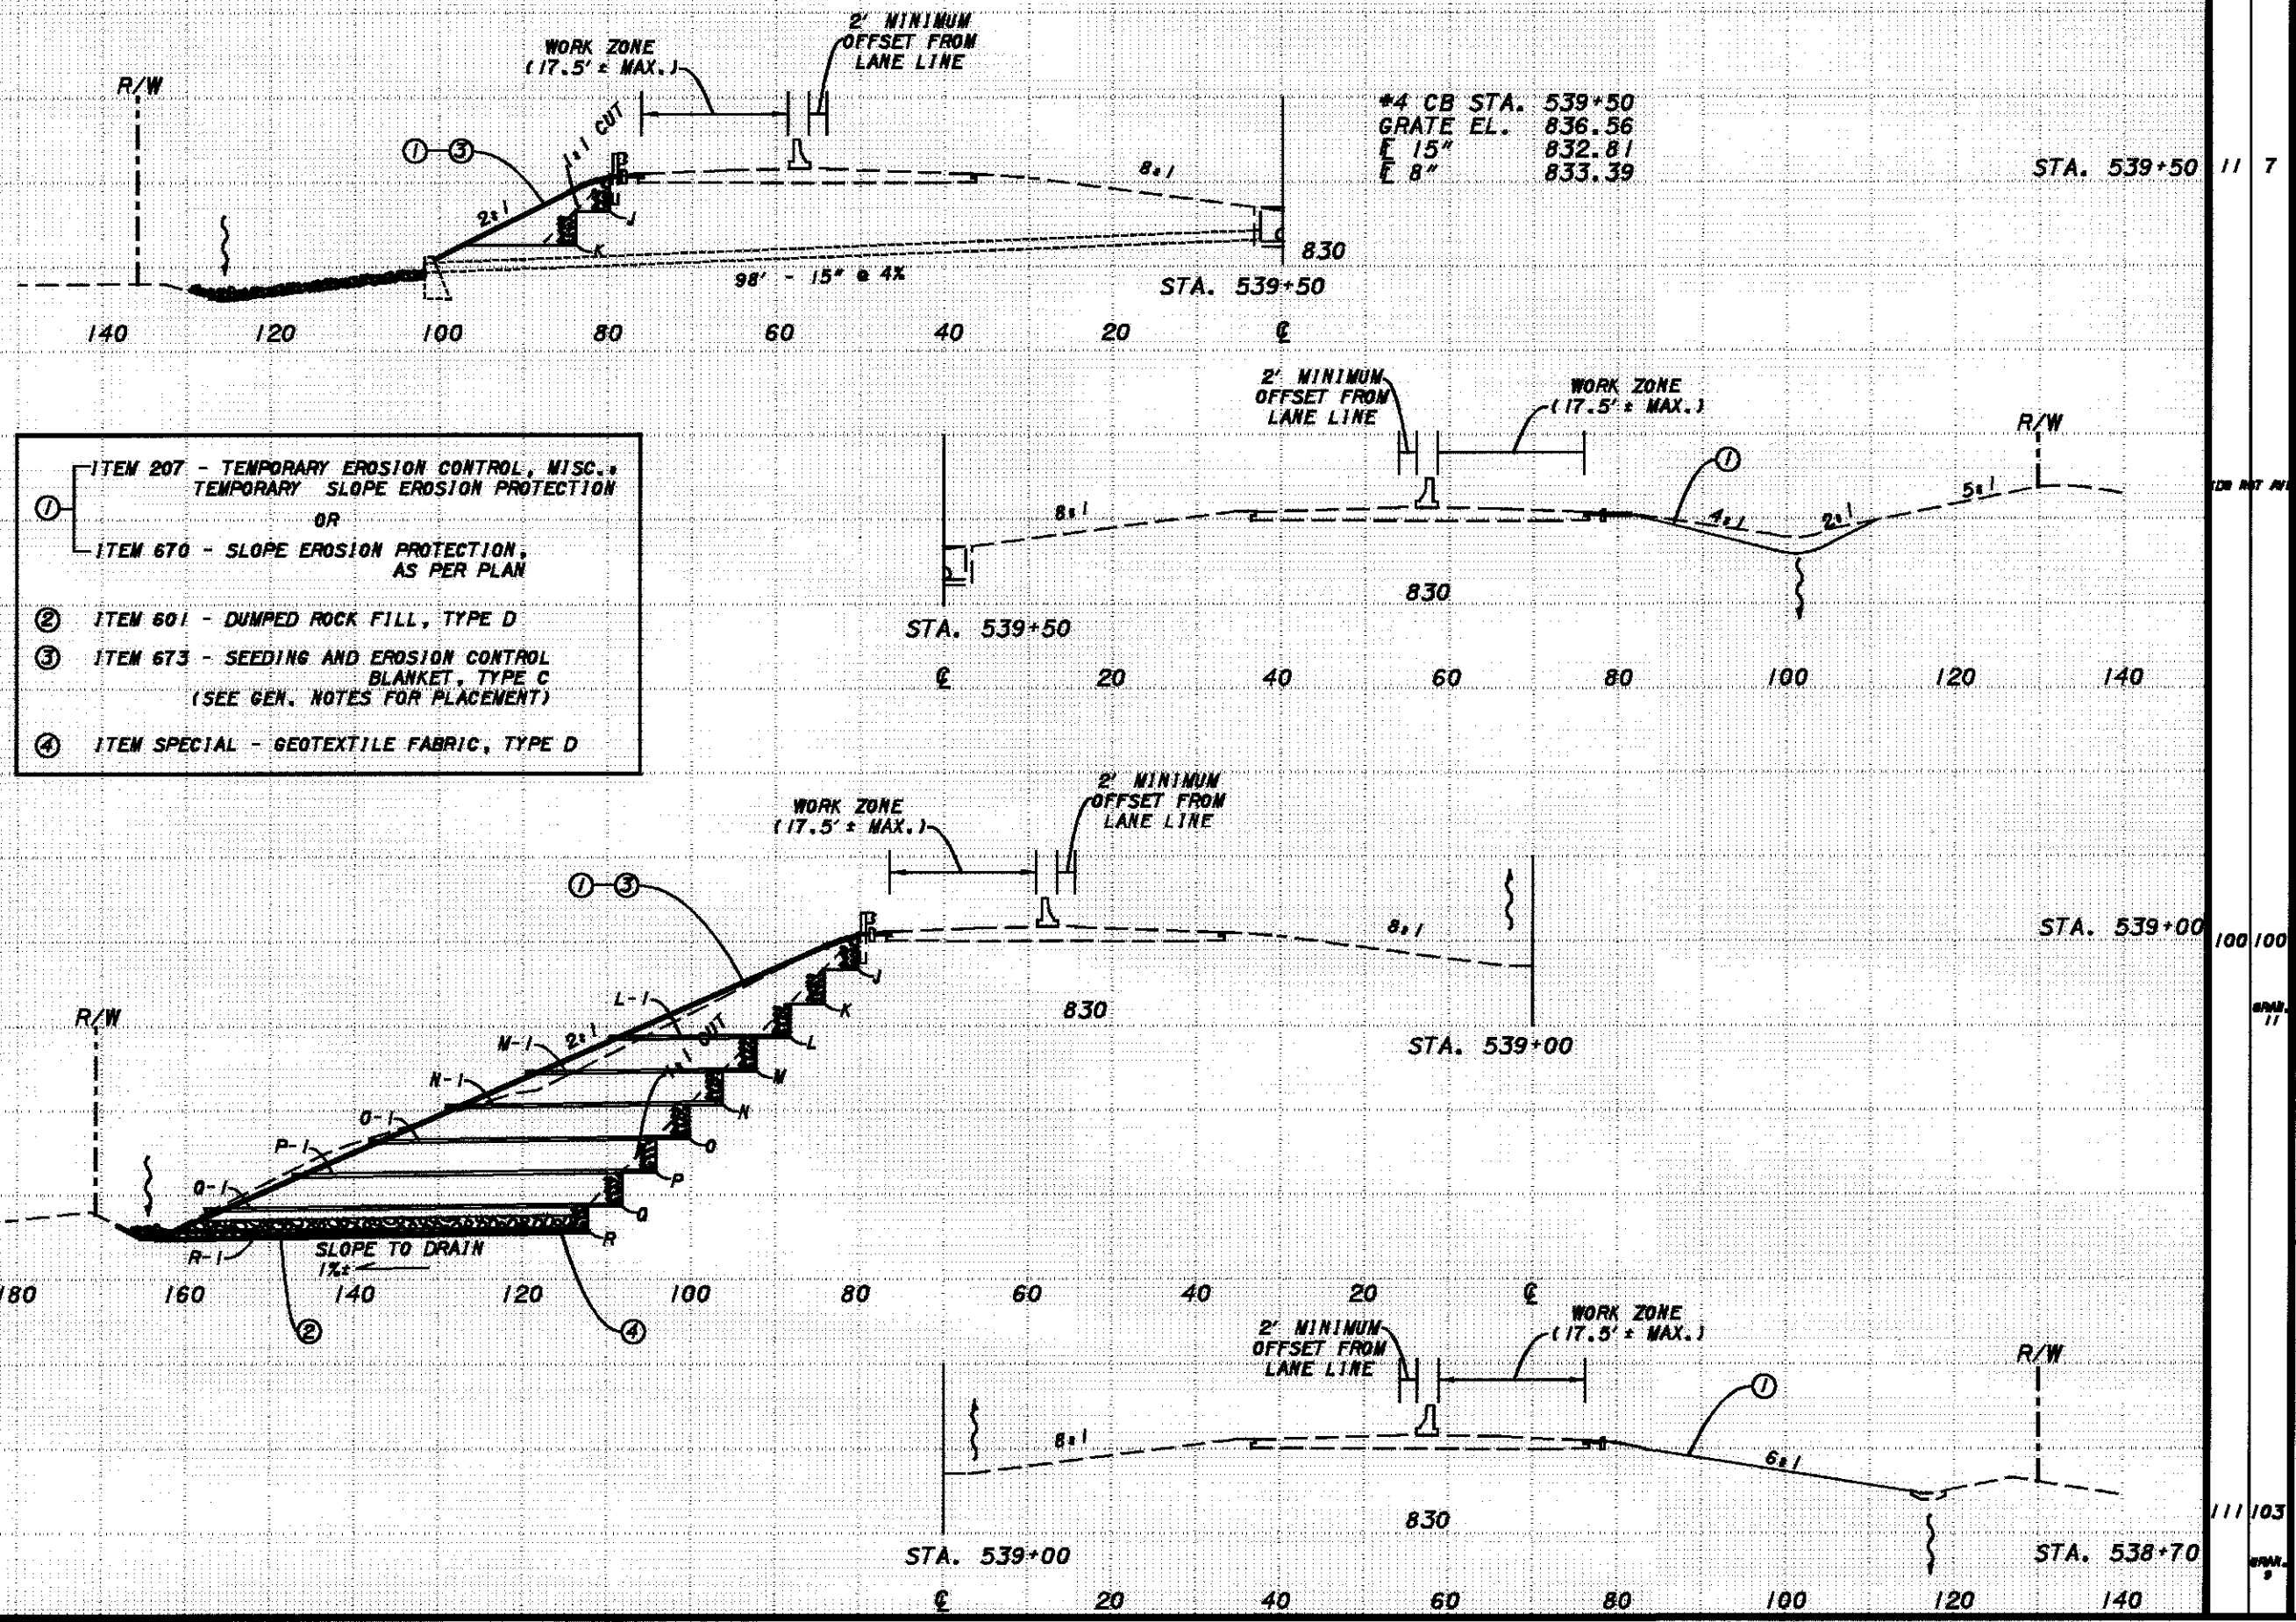 2' MINIMUM
OFFSET FROM
LANE LINE
WORK ZONE
(17.5' ± MAX.)
R/W
1:1 CUT
①-③
2:1
J
K
8:1
98' - 15" @ 4%
830
STA. 539+50
#4 CB STA. 539+50
GRATE EL. 836.56
15" 832.81
8" 833.39
STA. 539+50 11 7
140 120 100 80 60 40 20 ℄
2' MINIMUM
OFFSET FROM
LANE LINE
WORK ZONE
(17.5' ± MAX.)
R/W
①
8:1
4:1
2:1
5:1
830
STA. 539+50
℄ 20 40 60 80 100 120 140
① ITEM 207 - TEMPORARY EROSION CONTROL, MISC.:
TEMPORARY SLOPE EROSION PROTECTION
OR
ITEM 670 - SLOPE EROSION PROTECTION,
AS PER PLAN
② ITEM 601 - DUMPED ROCK FILL, TYPE D
③ ITEM 673 - SEEDING AND EROSION CONTROL
BLANKET, TYPE C
(SEE GEN. NOTES FOR PLACEMENT)
④ ITEM SPECIAL - GEOTEXTILE FABRIC, TYPE D
2' MINIMUM
OFFSET FROM
LANE LINE
WORK ZONE
(17.5' ± MAX.)
①-③
8:1
STA. 539+00 100 100
J
K
L-1
L
830
R/W
2:1
1:1 CUT
M-1
M
STA. 539+00
N-1
N
O-1
O
P-1
P
Q-1
Q
R-1
R
SLOPE TO DRAIN
1%±
180 160 140 120 100 80 60 40 20 ℄
②
④
2' MINIMUM
OFFSET FROM
LANE LINE
WORK ZONE
(17.5' ± MAX.)
R/W
①
8:1
6:1
830
111 103
STA. 539+00
STA. 538+70
℄ 20 40 60 80 100 120 140